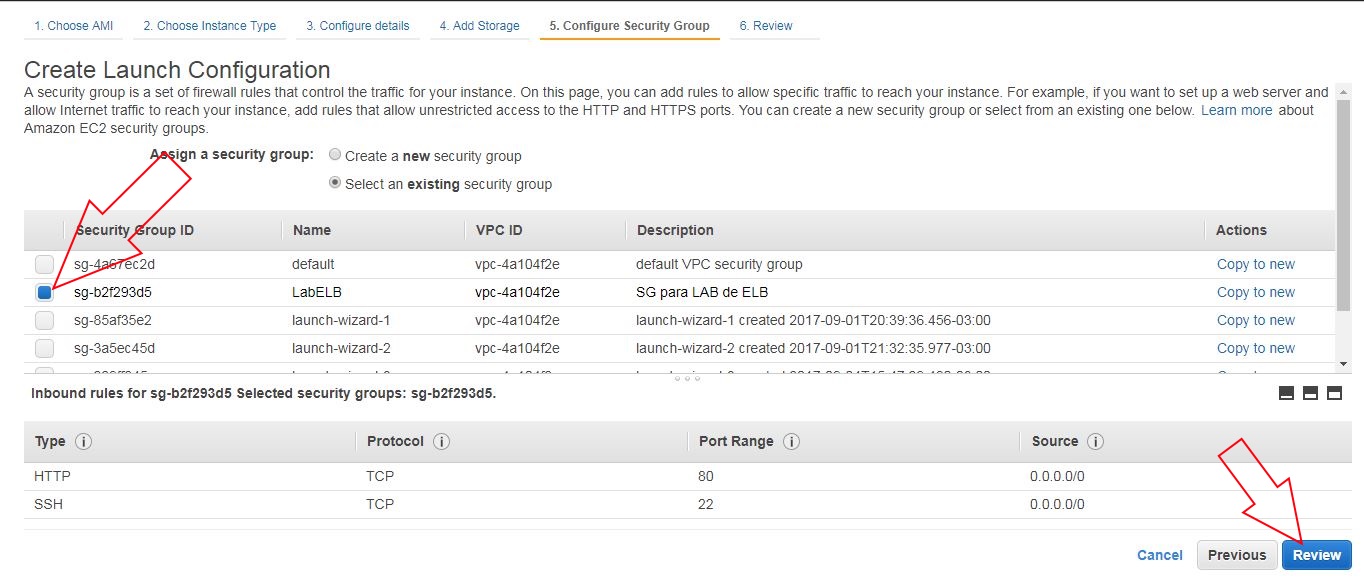 1. Choose AMI 2. Choose Instance Type 3. Configure details 4. Add Storage 5. Configure Security Group 6. Review
Create Launch Configuration
A security group is a set of firewall rules that control the traffic for your instance. On this page, you can add rules to allow specific traffic to reach your instance. For example, if you want to set up a web server and
allow Internet traffic to reach your instance, add rules that allow unrestricted access to the HTTP and HTTPS ports. You can create a new security group or select from an existing one below. Learn more about
Amazon EC2 security groups.
Assign a security group: Create a new security group
Select an existing security group
Security Group ID Name VPC ID Description Actions
sg-4a67ec2d default vpc-4a104f2e default VPC security group Copy to new
sg-b2f293d5 LabELB vpc-4a104f2e SG para LAB de ELB Copy to new
sg-85af35e2 launch-wizard-1 vpc-4a104f2e launch-wizard-1 created 2017-09-01T20:39:36.456-03:00 Copy to new
sg-3a5ec45d launch-wizard-2 vpc-4a104f2e launch-wizard-2 created 2017-09-01T21:32:35.977-03:00 Copy to new
Inbound rules for sg-b2f293d5 Selected security groups: sg-b2f293d5.
Type i Protocol i Port Range i Source i
HTTP TCP 80 0.0.0.0/0
SSH TCP 22 0.0.0.0/0
Cancel Previous Review